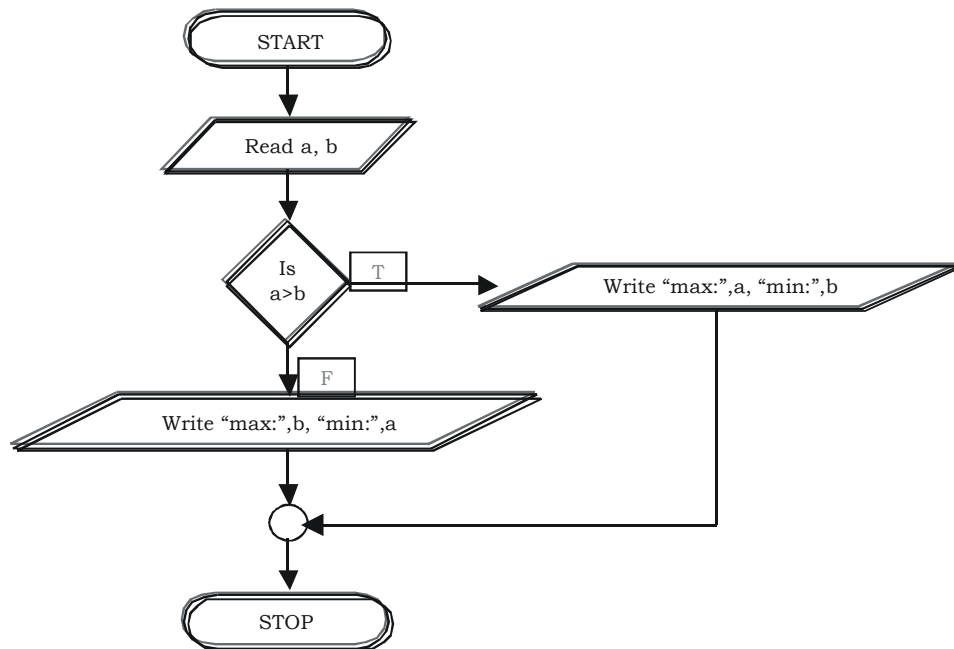 START
Read a, b
Is
a>b
T
Write “max:”,a, “min:”,b
F
Write “max:”,b, “min:”,a
STOP